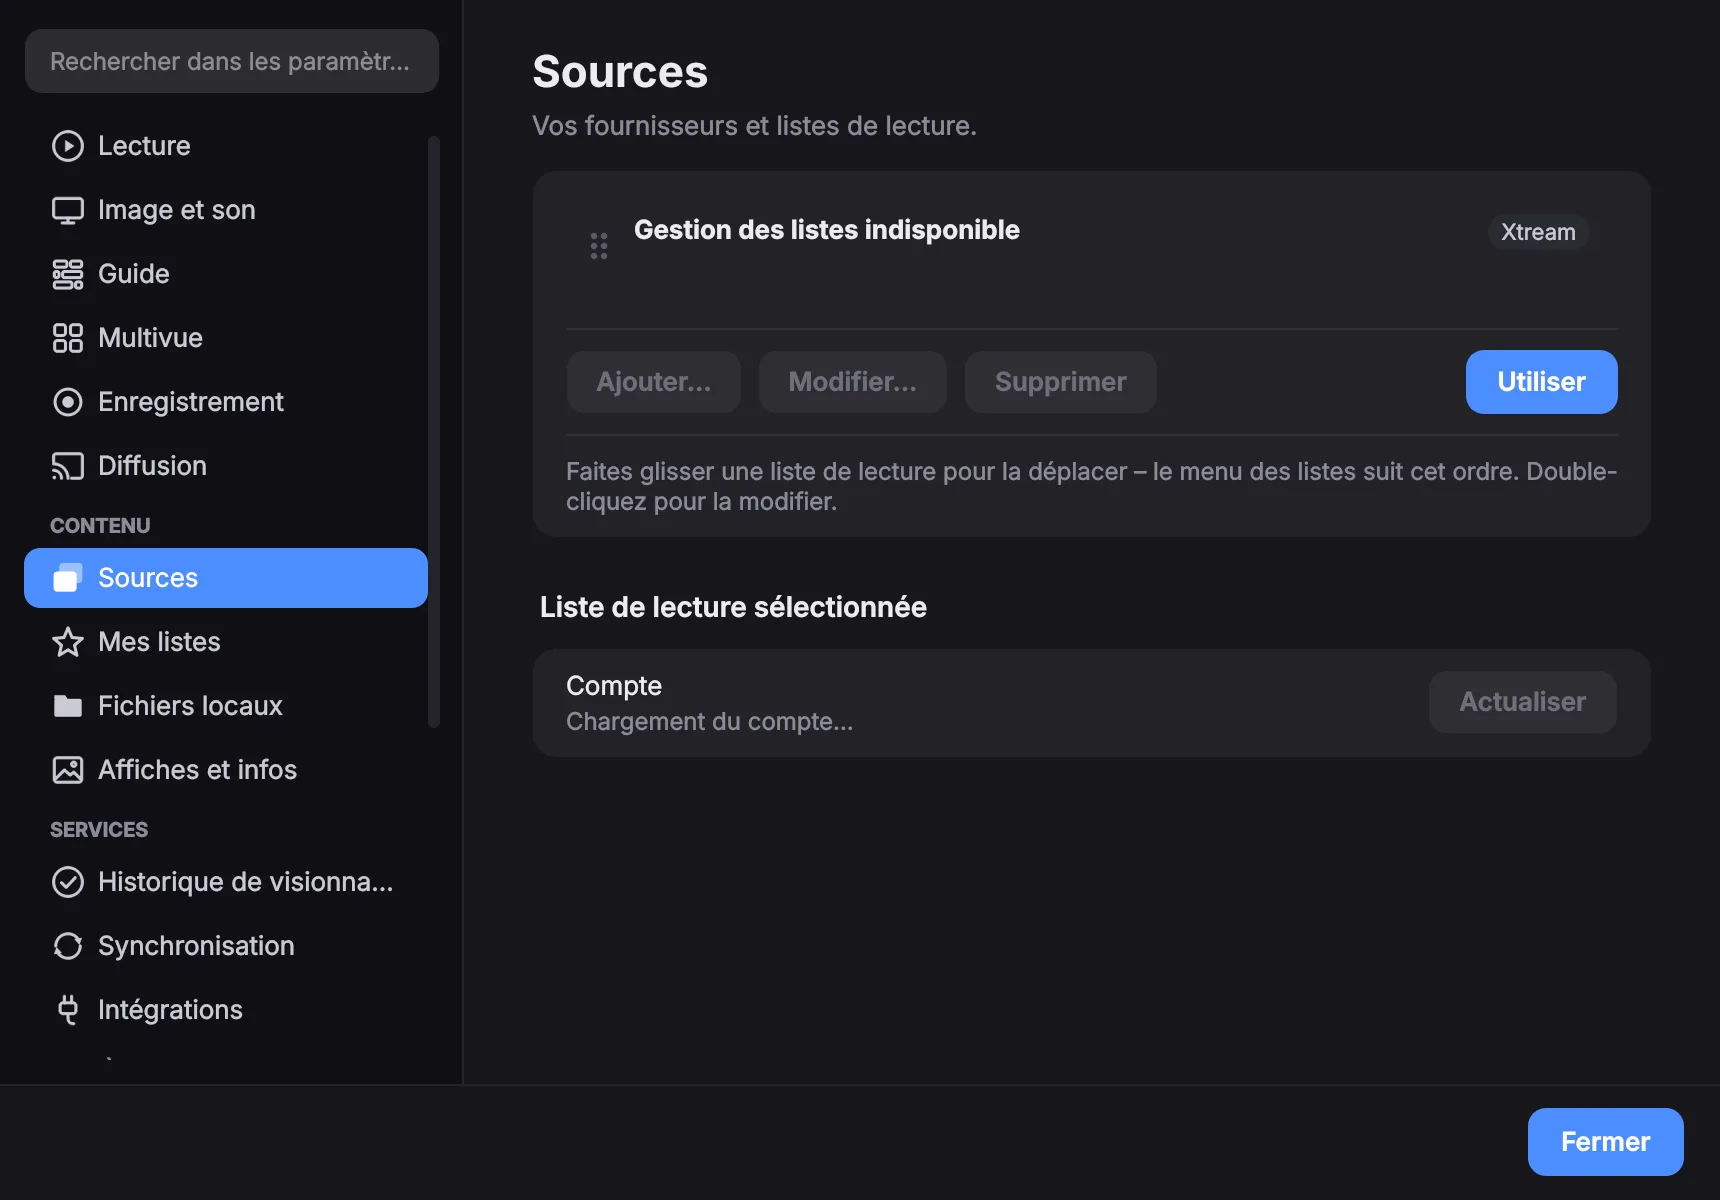 Rechercher dans les paramètr...
Lecture
Image et son
Guide
Multivue
Enregistrement
Diffusion
CONTENU
Sources
Mes listes
Fichiers locaux
Affiches et infos
SERVICES
Historique de visionna...
Synchronisation
Intégrations
Sources
Vos fournisseurs et listes de lecture.
Gestion des listes indisponible
Xtream
Ajouter...
Modifier...
Supprimer
Utiliser
Faites glisser une liste de lecture pour la déplacer – le menu des listes suit cet ordre. Double-
cliquez pour la modifier.
Liste de lecture sélectionnée
Compte
Chargement du compte...
Actualiser
Fermer